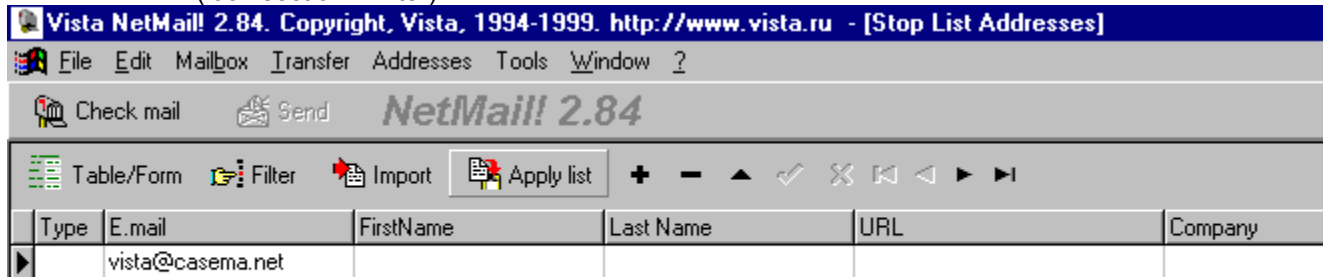 Vista NetMail! 2.84. Copyright, Vista, 1994-1999. http://www.vista.ru - [Stop List Addresses]
File Edit Mailbox Transfer Addresses Tools Window ?
Check mail Send NetMail! 2.84
Table/Form Filter Import Apply list
Type E.mail FirstName Last Name URL Company
vista@casema.net